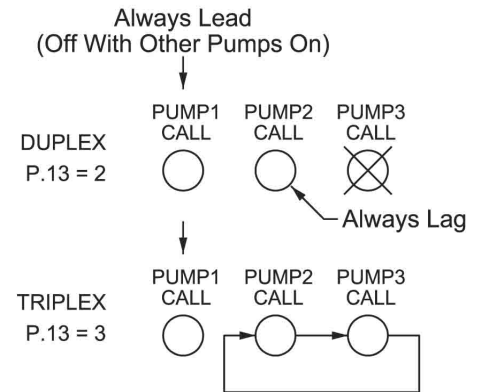 Always Lead
(Off With Other Pumps On)
DUPLEX
P.13 = 2
PUMP1
CALL
PUMP2
CALL
PUMP3
CALL
Always Lag
TRIPLEX
P.13 = 3
PUMP1
CALL
PUMP2
CALL
PUMP3
CALL